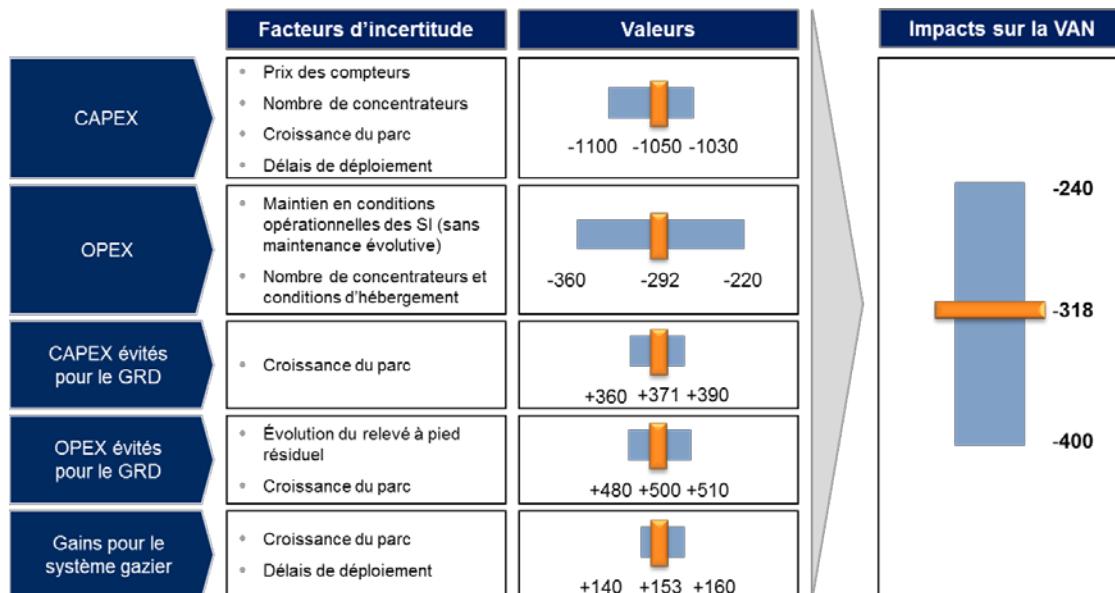 Facteurs d'incertitude
Valeurs
Impacts sur la VAN
CAPEX
Prix des compteurs
Nombre de concentrateurs
Croissance du parc
Délais de déploiement
-1100 -1050 -1030
OPEX
Maintien en conditions
opérationnelles des SI (sans
maintenance évolutive)
Nombre de concentrateurs et
conditions d'hébergement
-360 -292 -220
CAPEX évités
pour le GRD
Croissance du parc
+360 +371 +390
OPEX évités
pour le GRD
Évolution du relevé à pied
résiduel
Croissance du parc
+480 +500 +510
Gains pour le
système gazier
Croissance du parc
Délais de déploiement
+140 +153 +160
-240
-318
-400